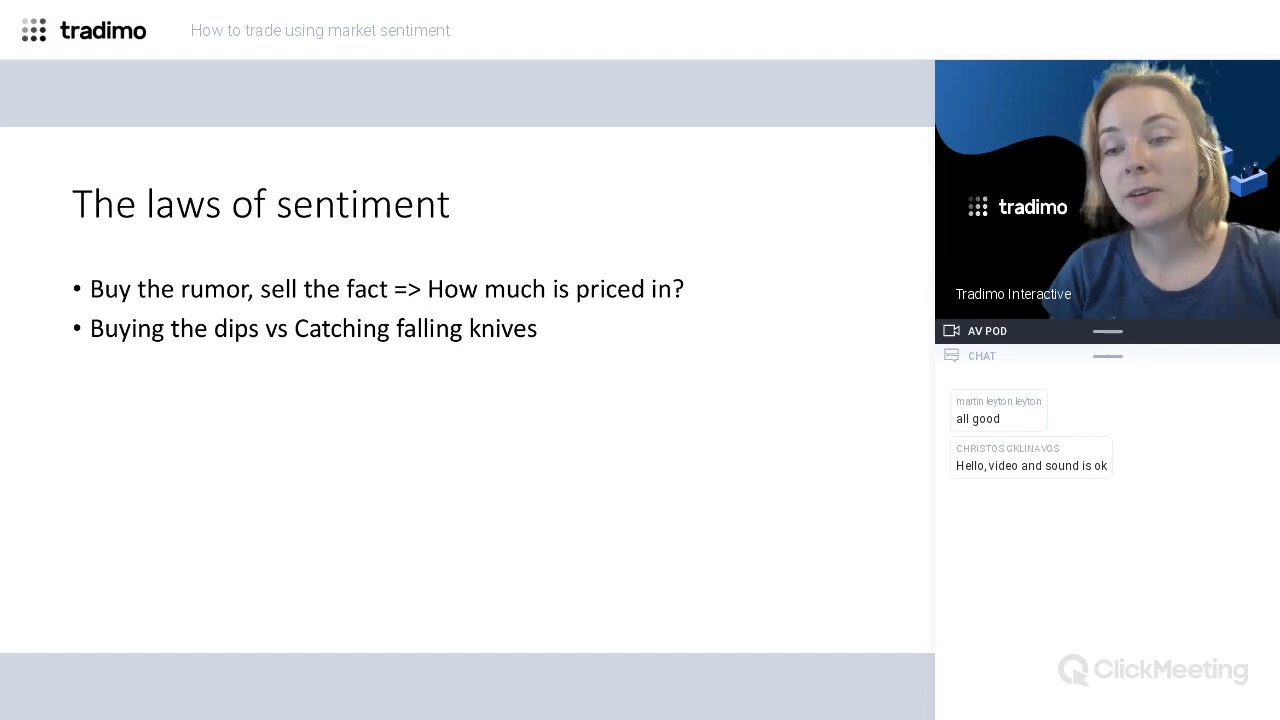 tradimo
How to trade using market sentiment
The laws of sentiment
• Buy the rumor, sell the fact => How much is priced in?
• Buying the dips vs Catching falling knives
tradimo
Tradimo Interactive
AV POD
CHAT
martin leyton leyton
all good
CHRISTOS GKLINAVOS
Hello, video and sound is ok
ClickMeeting